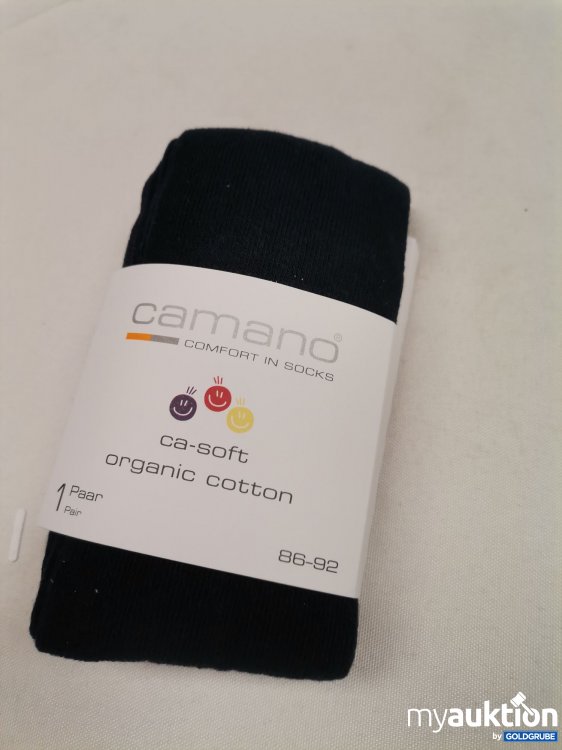 camano®
COMFORT IN SOCKS
ca-soft
organic cotton
1 Paar
Pair
86-92
myauktion
by GOLDGRUBE